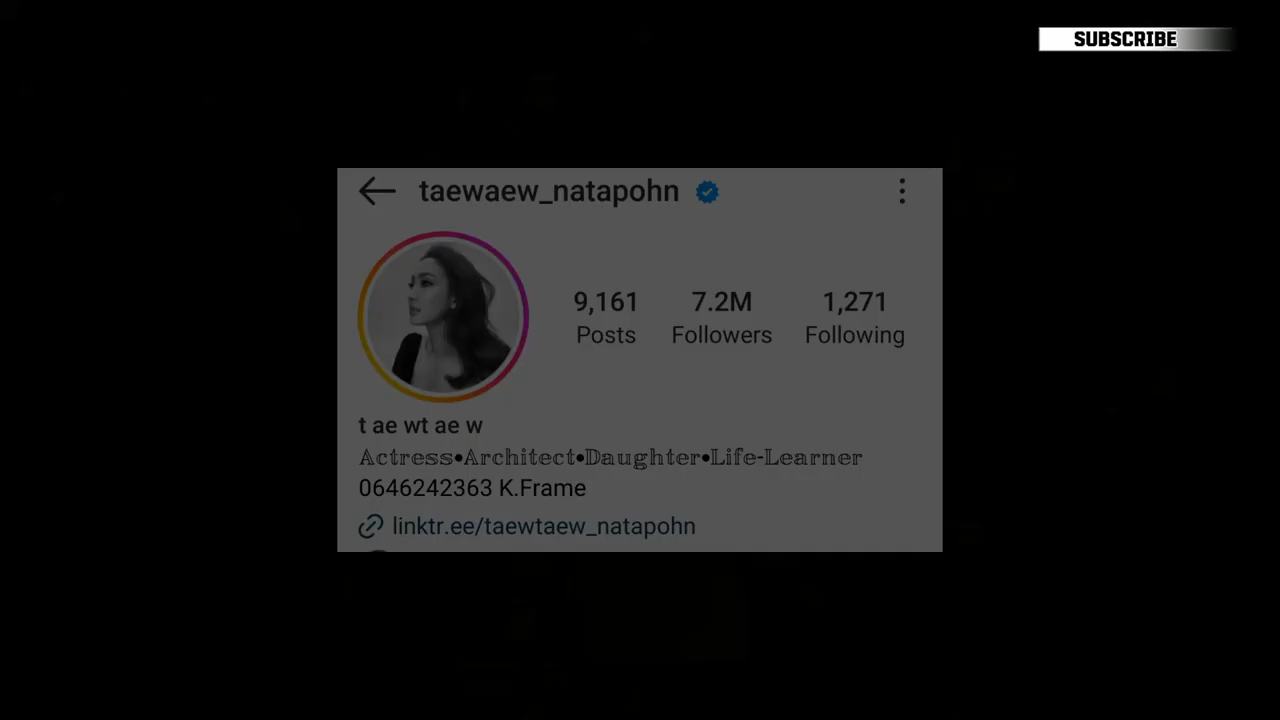 SUBSCRIBE
taewaew_natapohn
9,161 7.2M 1,271
Posts Followers Following
t ae wt ae w
𝔸𝕔𝕥𝕣𝕖𝕤𝕤•𝔸𝕣𝕔𝕙𝕚𝕥𝕖𝕔𝕥•𝔻𝕒𝕦𝕘𝕙𝕥𝕖𝕣•𝕃𝕚𝕗𝕖-𝕃𝕖𝕒𝕣𝕟𝕖𝕣
0646242363 K.Frame
linktr.ee/taewtaew_natapohn